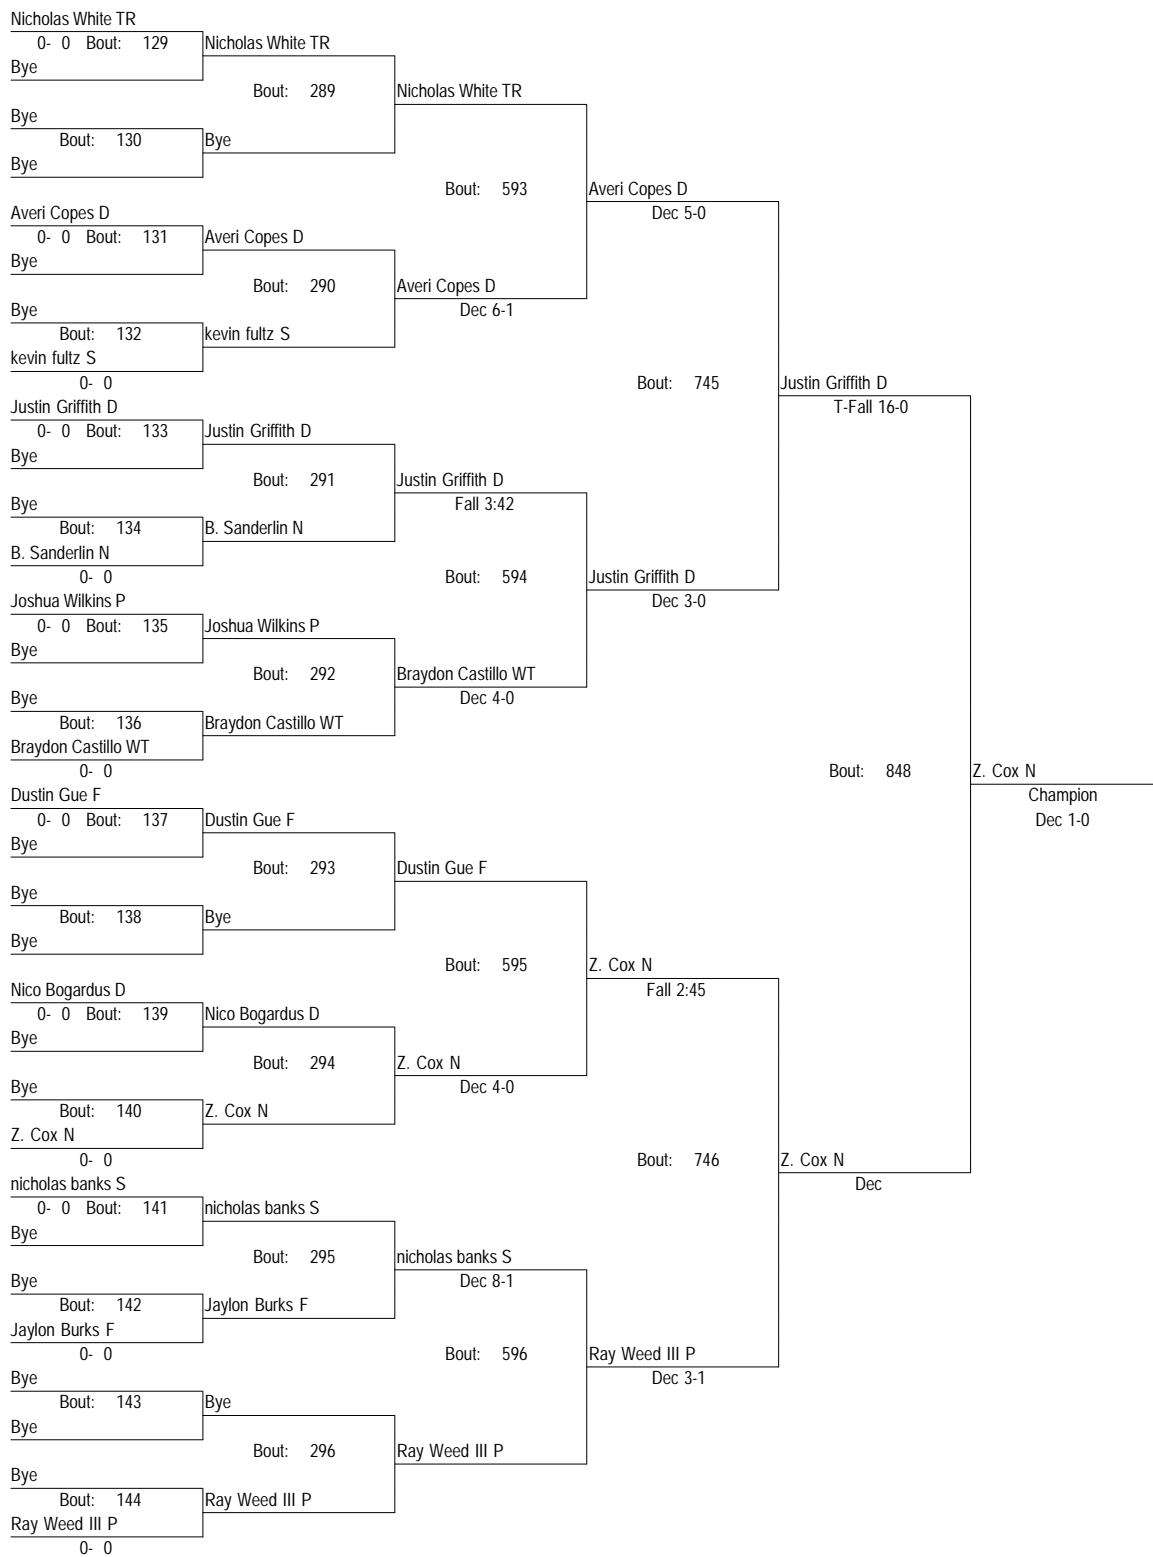 Nicholas White TR
0- 0 Bout: 129 Nicholas White TR
Bye
Bout: 289 Nicholas White TR
Bye
Bout: 130 Bye
Bye
Bout: 593 Averi Copes D
Averi Copes D Dec 5-0
0- 0 Bout: 131 Averi Copes D
Bye
Bout: 290 Averi Copes D
Bye Dec 6-1
Bout: 132 kevin fultz S
kevin fultz S
0- 0 Bout: 745 Justin Griffith D
Justin Griffith D T-Fall 16-0
0- 0 Bout: 133 Justin Griffith D
Bye
Bout: 291 Justin Griffith D
Bye Fall 3:42
Bout: 134 B. Sanderlin N
B. Sanderlin N
0- 0 Bout: 594 Justin Griffith D
Joshua Wilkins P Dec 3-0
0- 0 Bout: 135 Joshua Wilkins P
Bye
Bout: 292 Braydon Castillo WT
Bye Dec 4-0
Bout: 136 Braydon Castillo WT
Braydon Castillo WT
0- 0 Bout: 848 Z. Cox N
Dustin Gue F Champion
0- 0 Bout: 137 Dustin Gue F Dec 1-0
Bye
Bout: 293 Dustin Gue F
Bye
Bout: 138 Bye
Bye
Bout: 595 Z. Cox N
Nico Bogardus D Fall 2:45
0- 0 Bout: 139 Nico Bogardus D
Bye
Bout: 294 Z. Cox N
Bye Dec 4-0
Bout: 140 Z. Cox N
Z. Cox N
0- 0 Bout: 746 Z. Cox N
nicholas banks S Dec
0- 0 Bout: 141 nicholas banks S
Bye
Bout: 295 nicholas banks S
Bye Dec 8-1
Bout: 142 Jaylon Burks F
Jaylon Burks F
0- 0 Bout: 596 Ray Weed III P
Bye Dec 3-1
Bout: 143 Bye
Bye
Bout: 296 Ray Weed III P
Bye
Bout: 144 Ray Weed III P
Ray Weed III P
0- 0